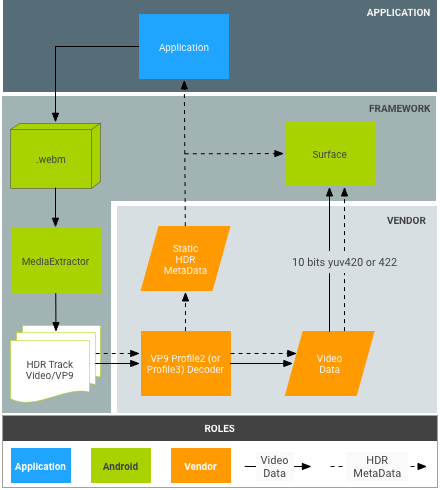 APPLICATION
Application
FRAMEWORK
.webm
Surface
VENDOR
MediaExtractor
Static
HDR
MetaData
10 bits yuv420 or 422
HDR Track
Video/VP9
VP9 Profile2 (or
Profile3) Decoder
Video
Data
ROLES
Application
Android
Vendor
Video
Data
HDR
MetaData